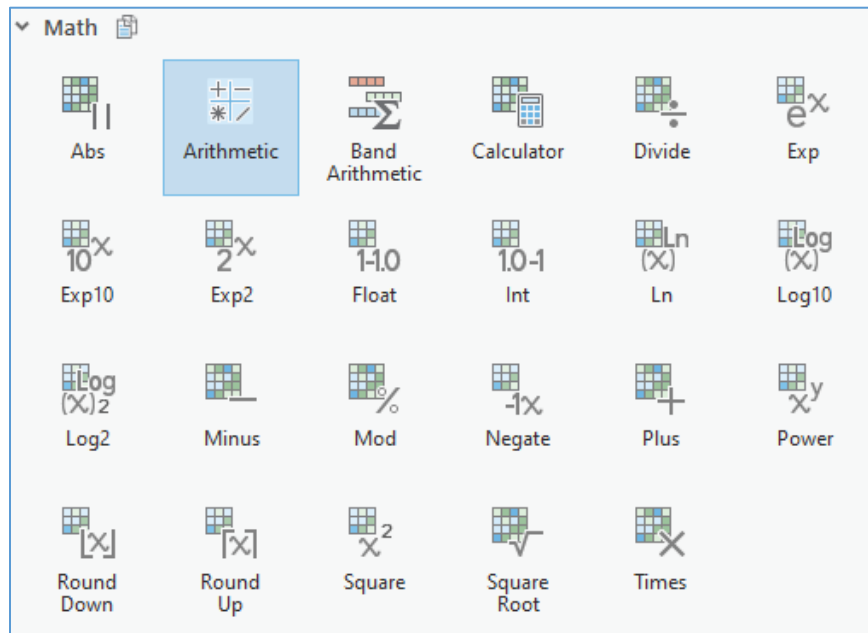 Math
Abs
Arithmetic
Band
Arithmetic
Calculator
Divide
Exp
Exp10
Exp2
Float
Int
Ln
Log10
Log2
Minus
Mod
Negate
Plus
Power
Round
Down
Round
Up
Square
Square
Root
Times